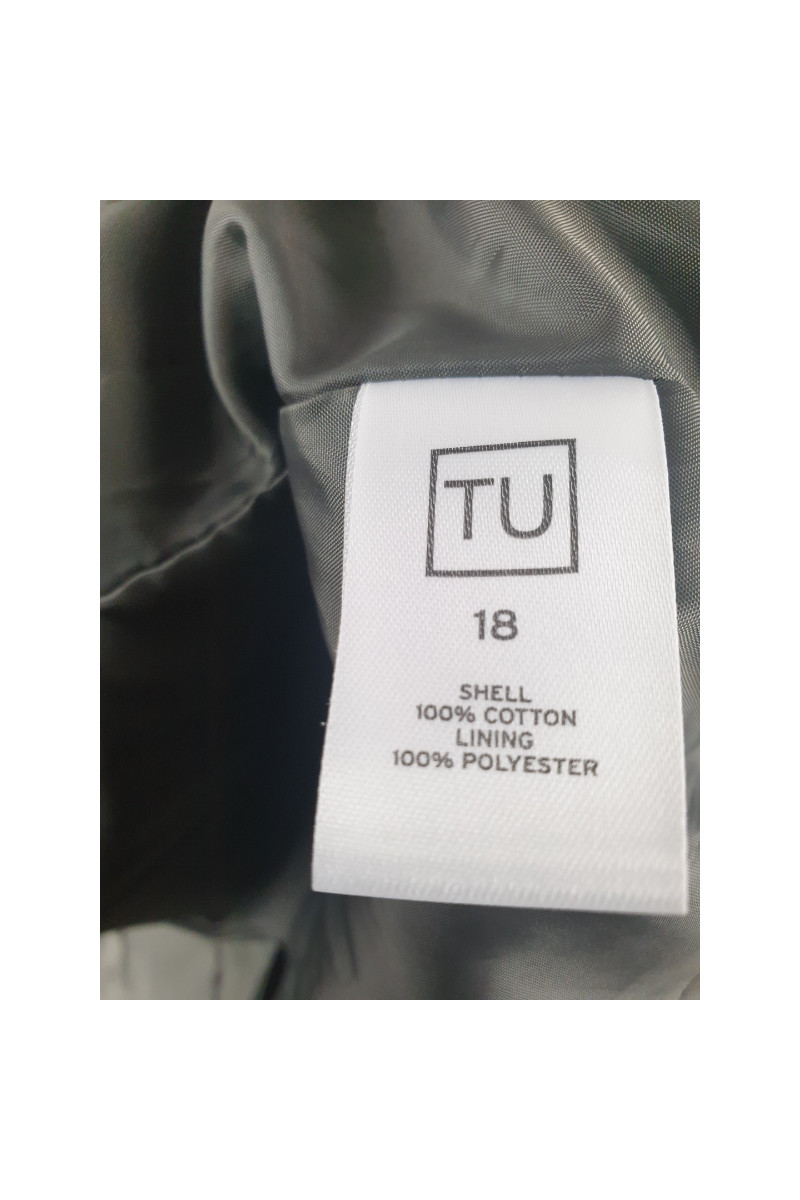 TU
18
SHELL
100% COTTON
LINING
100% POLYESTER